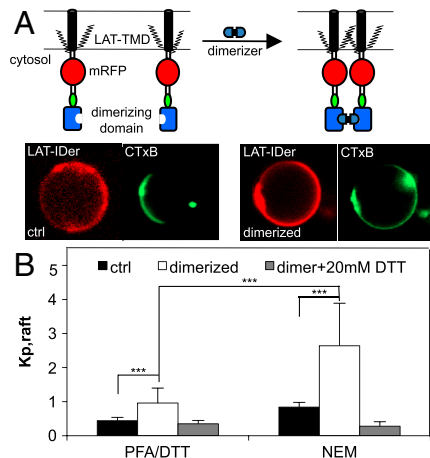 A
LAT-TMD
dimerizer
cytosol
mRFP
dimerizing
domain
LAT-IDer
CTxB
LAT-IDer
CTxB
ctrl
dimerized
B
ctrl
dimerized
dimer+20mM DTT
Kp,raft
5
4
3
2
1
0
***
***
***
PFA/DTT
NEM